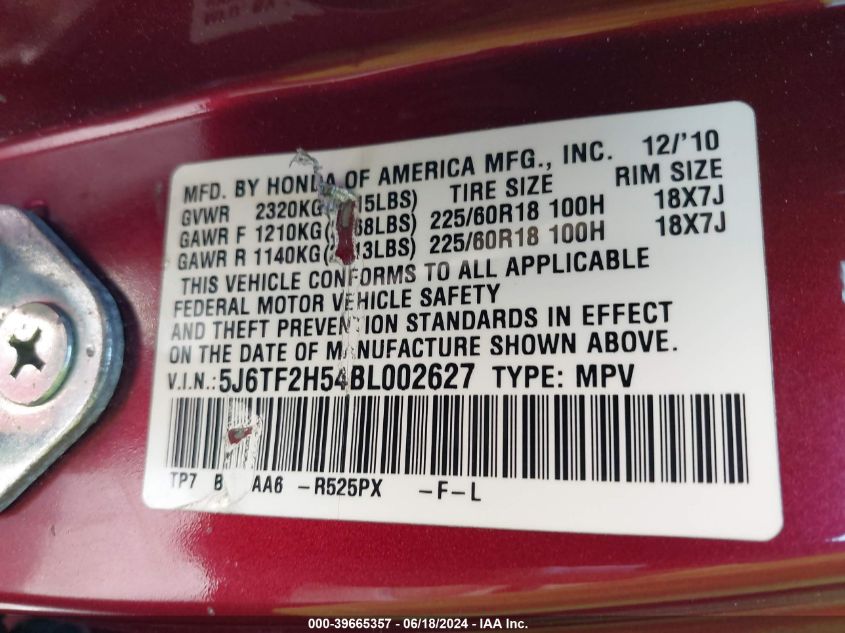 MFD. BY HONDA OF AMERICA MFG., INC. 12/'10
GVWR 2320KG( 15LBS) TIRE SIZE RIM SIZE
GAWR F 1210KG( 68LBS) 225/60R18 100H 18X7J
GAWR R 1140KG( 13LBS) 225/60R18 100H 18X7J
THIS VEHICLE CONFORMS TO ALL APPLICABLE
FEDERAL MOTOR VEHICLE SAFETY
AND THEFT PREVENTION STANDARDS IN EFFECT
ON THE DATE OF MANUFACTURE SHOWN ABOVE.
V.I.N.: 5J6TF2H54BL002627 TYPE: MPV
TP7 B AA6 -R525PX -F-L
000-39665357 - 06/18/2024 - IAA Inc.